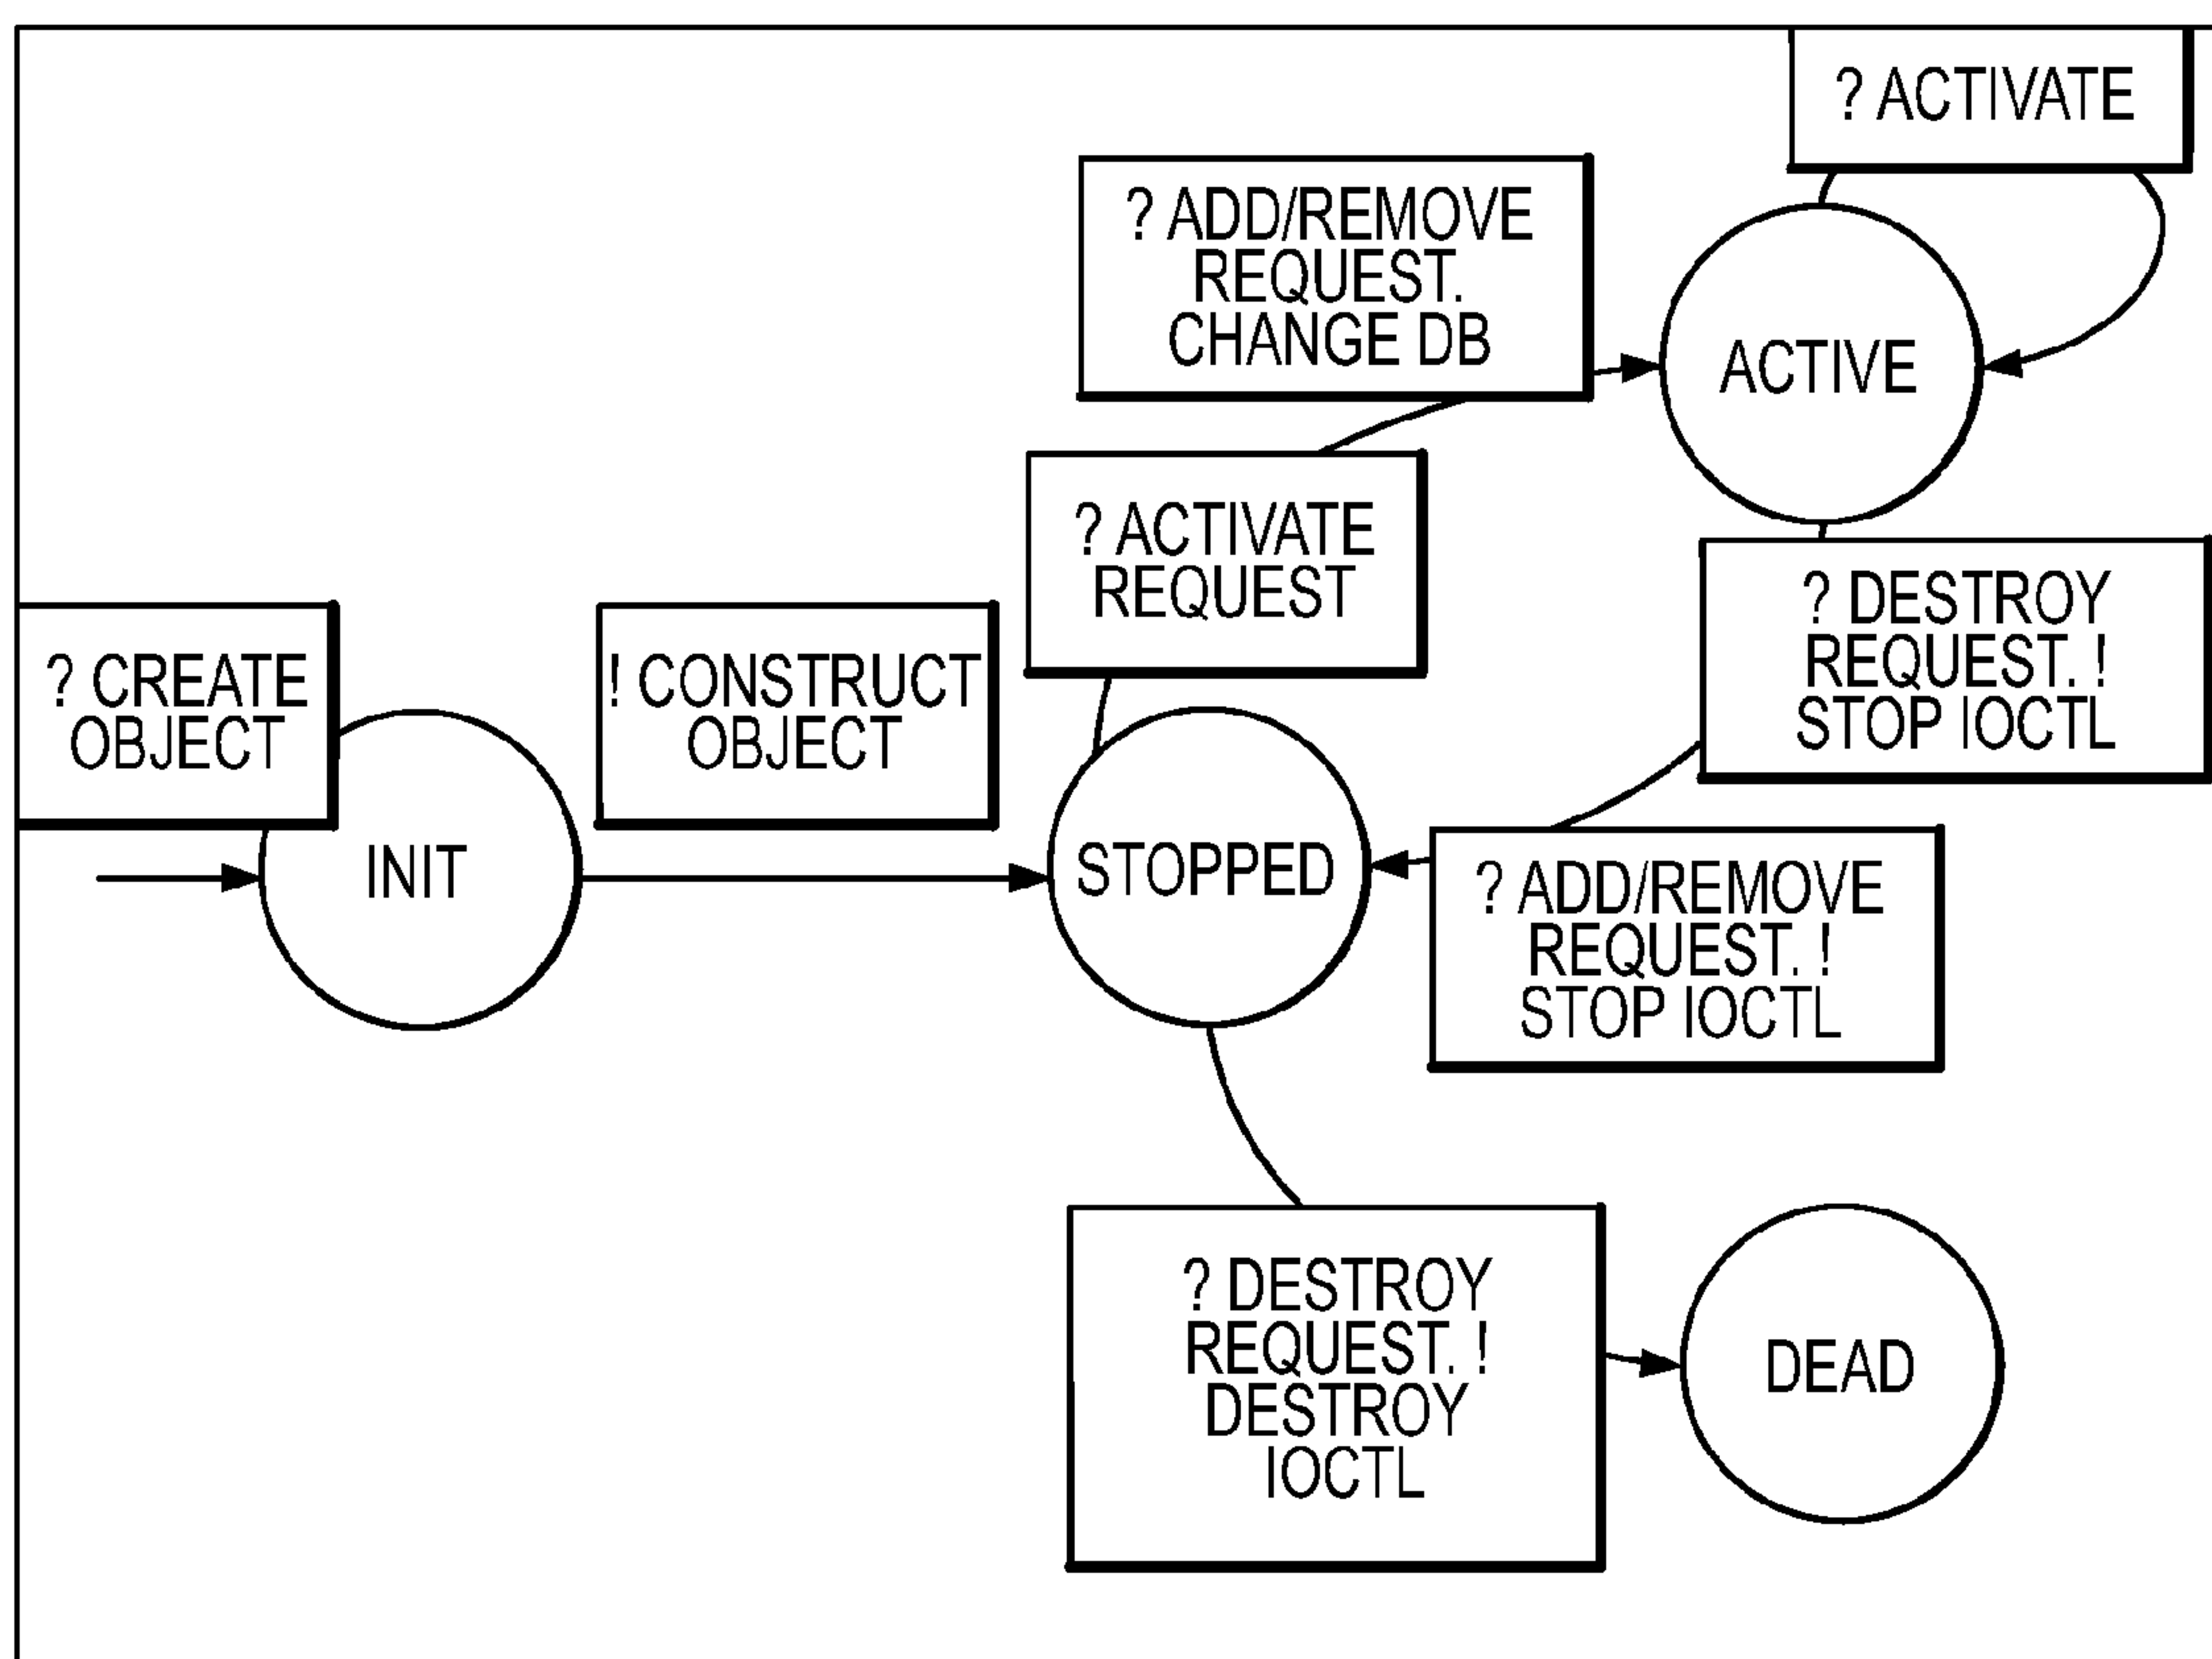 ? ACTIVATE
? ADD/REMOVE
REQUEST.
CHANGE DB
ACTIVE
? ACTIVATE
REQUEST
? DESTROY
REQUEST. !
STOP IOCTL
? CREATE
OBJECT
! CONSTRUCT
OBJECT
INIT
STOPPED
? ADD/REMOVE
REQUEST. !
STOP IOCTL
? DESTROY
REQUEST. !
DESTROY
IOCTL
DEAD